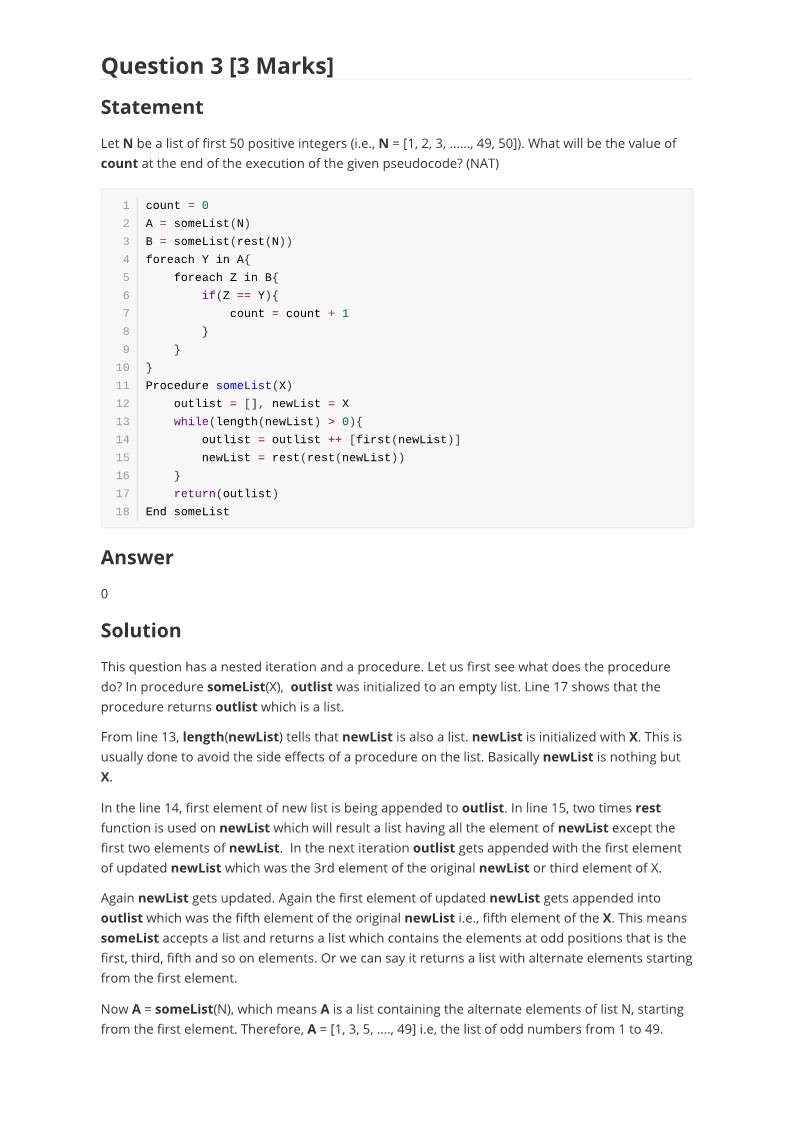 Question 3 [3 Marks]
Statement
Let N be a list of first 50 positive integers (i.e., N = [1, 2, 3, ......, 49, 50]). What will be the value of
count at the end of the execution of the given pseudocode? (NAT)
1 count = 0
2 A = someList(N)
3 B = someList(rest(N))
4 foreach Y in A{
5     foreach Z in B{
6         if(Z == Y){
7             count = count + 1
8         }
9     }
10 }
11 Procedure someList(X)
12     outlist = [], newList = X
13     while(length(newList) > 0){
14         outlist = outlist ++ [first(newList)]
15         newList = rest(rest(newList))
16     }
17     return(outlist)
18 End someList
Answer
0
Solution
This question has a nested iteration and a procedure. Let us first see what does the procedure
do? In procedure someList(X), outlist was initialized to an empty list. Line 17 shows that the
procedure returns outlist which is a list.
From line 13, length(newList) tells that newList is also a list. newList is initialized with X. This is
usually done to avoid the side effects of a procedure on the list. Basically newList is nothing but
X.
In the line 14, first element of new list is being appended to outlist. In line 15, two times rest
function is used on newList which will result a list having all the element of newList except the
first two elements of newList. In the next iteration outlist gets appended with the first element
of updated newList which was the 3rd element of the original newList or third element of X.
Again newList gets updated. Again the first element of updated newList gets appended into
outlist which was the fifth element of the original newList i.e., fifth element of the X. This means
someList accepts a list and returns a list which contains the elements at odd positions that is the
first, third, fifth and so on elements. Or we can say it returns a list with alternate elements starting
from the first element.
Now A = someList(N), which means A is a list containing the alternate elements of list N, starting
from the first element. Therefore, A = [1, 3, 5, ...., 49] i.e, the list of odd numbers from 1 to 49.